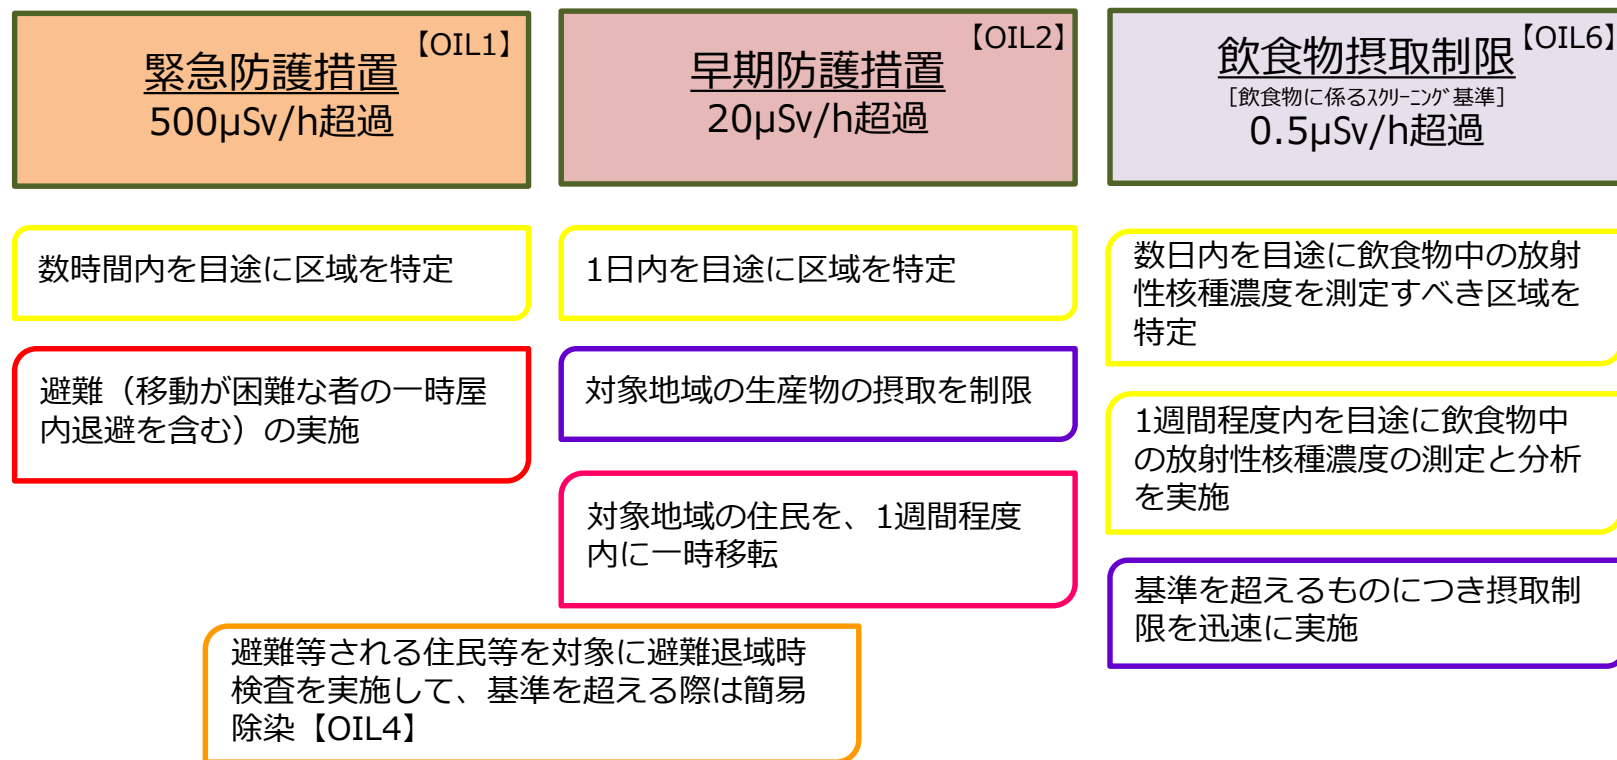 【OIL1】
緊急防護措置
500μSv/h超過
数時間内を目途に区域を特定
避難（移動が困難な者の一時屋
内退避を含む）の実施
【OIL2】
早期防護措置
20μSv/h超過
1日内を目途に区域を特定
対象地域の生産物の摂取を制限
対象地域の住民を、1週間程度
内に一時移転
避難等される住民等を対象に避難退域時
検査を実施して、基準を超える際は簡易
除染【OIL4】
【OIL6】
飲食物摂取制限
[飲食物に係るｽｸﾘｰﾆﾝｸﾞ基準]
0.5μSv/h超過
数日内を目途に飲食物中の放射
性核種濃度を測定すべき区域を
特定
1週間程度内を目途に飲食物中
の放射性核種濃度の測定と分析
を実施
基準を超えるものにつき摂取制
限を迅速に実施